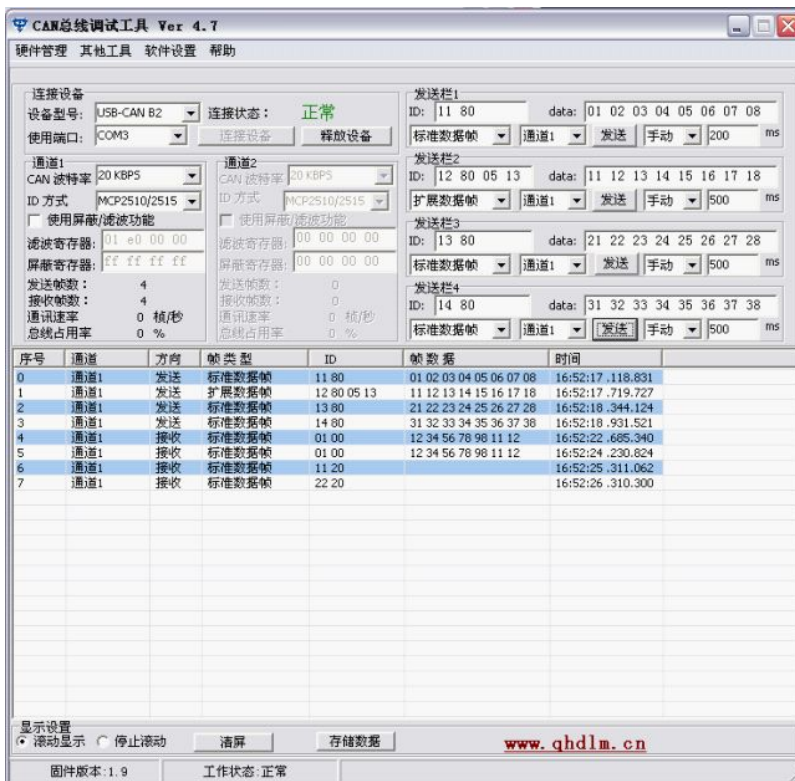 CAN总线调试工具 Ver 4.7
硬件管理 其他工具 软件设置 帮助
连接设备
设备型号: USB-CAN B2 连接状态: 正常
使用端口: COM3 连接设备 释放设备
通道1
CAN 波特率 20 KBPS
ID 方式 MCP2510/2515
使用屏蔽/滤波功能
滤波寄存器: 01 e0 00 00
屏蔽寄存器: ff ff ff ff
发送帧数: 4
接收帧数: 4
通讯速率 0 桢/秒
总线占用率 0 %
通道2
CAN 波特率 20 KBPS
ID 方式 MCP2510/2515
使用屏蔽/滤波功能
滤波寄存器: 00 00 00 00
屏蔽寄存器: 00 00 00 00
发送帧数: 0
接收帧数: 0
通讯速率 0 桢/秒
总线占用率 0 %
发送栏1
ID: 11 80 data: 01 02 03 04 05 06 07 08
标准数据帧 通道1 发送 手动 200 ms
发送栏2
ID: 12 80 05 13 data: 11 12 13 14 15 16 17 18
扩展数据帧 通道1 发送 手动 500 ms
发送栏3
ID: 13 80 data: 21 22 23 24 25 26 27 28
标准数据帧 通道1 发送 手动 500 ms
发送栏4
ID: 14 80 data: 31 32 33 34 35 36 37 38
标准数据帧 通道1 发送 手动 500 ms
序号 通道 方向 帧类型 ID 帧数据 时间
0 通道1 发送 标准数据帧 11 80 01 02 03 04 05 06 07 08 16:52:17 .118.831
1 通道1 发送 扩展数据帧 12 80 05 13 11 12 13 14 15 16 17 18 16:52:17 .719.727
2 通道1 发送 标准数据帧 13 80 21 22 23 24 25 26 27 28 16:52:18 .344.124
3 通道1 发送 标准数据帧 14 80 31 32 33 34 35 36 37 38 16:52:18 .931.521
4 通道1 接收 标准数据帧 01 00 12 34 56 78 98 11 12 16:52:22 .685.340
5 通道1 接收 标准数据帧 01 00 12 34 56 78 98 11 12 16:52:24 .230.824
6 通道1 接收 标准数据帧 11 20 16:52:25 .311.062
7 通道1 接收 标准数据帧 22 20 16:52:26 .310.300
显示设置
滚动显示 停止滚动 清屏 存储数据 www.qhdlm.cn
固件版本:1.9 工作状态:正常